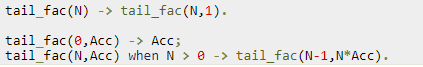 tail_fac(N) -> tail_fac(N,1).
tail_fac(0,Acc) -> Acc;
tail_fac(N,Acc) when N > 0 -> tail_fac(N-1,N*Acc).